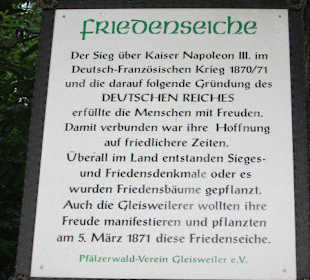 Friedenseiche
Der Sieg über Kaiser Napoleon III. im
Deutsch-Französischen Krieg 1870/71
und die darauf folgende Gründung des
DEUTSCHEN REICHES
erfüllte die Menschen mit Freuden.
Damit verbunden war ihre Hoffnung
auf friedlichere Zeiten.
Überall im Land entstanden Sieges-
und Friedensdenkmale oder es
wurden Friedensbäume gepflanzt.
Auch die Gleisweilerer wollten ihre
Freude manifestieren und pflanzten
am 5. März 1871 diese Friedenseiche.
Pfälzerwald-Verein Gleisweiler e.V.